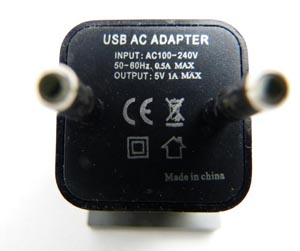 USB AC ADAPTER
INPUT: AC100-240V
50-60Hz, 0.5A MAX
OUTPUT: 5V 1A MAX
CE
Made in china